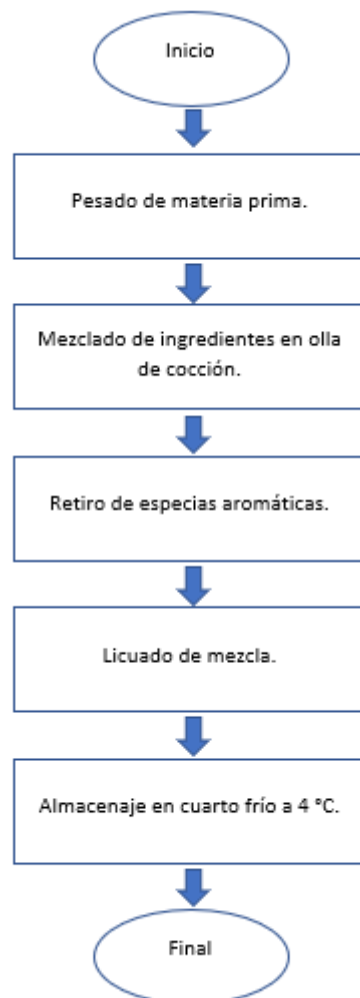 Inicio
Pesado de materia prima.
Mezclado de ingredientes en olla
de cocción.
Retiro de especias aromáticas.
Licuado de mezcla.
Almacenaje en cuarto frío a 4 °C.
Final